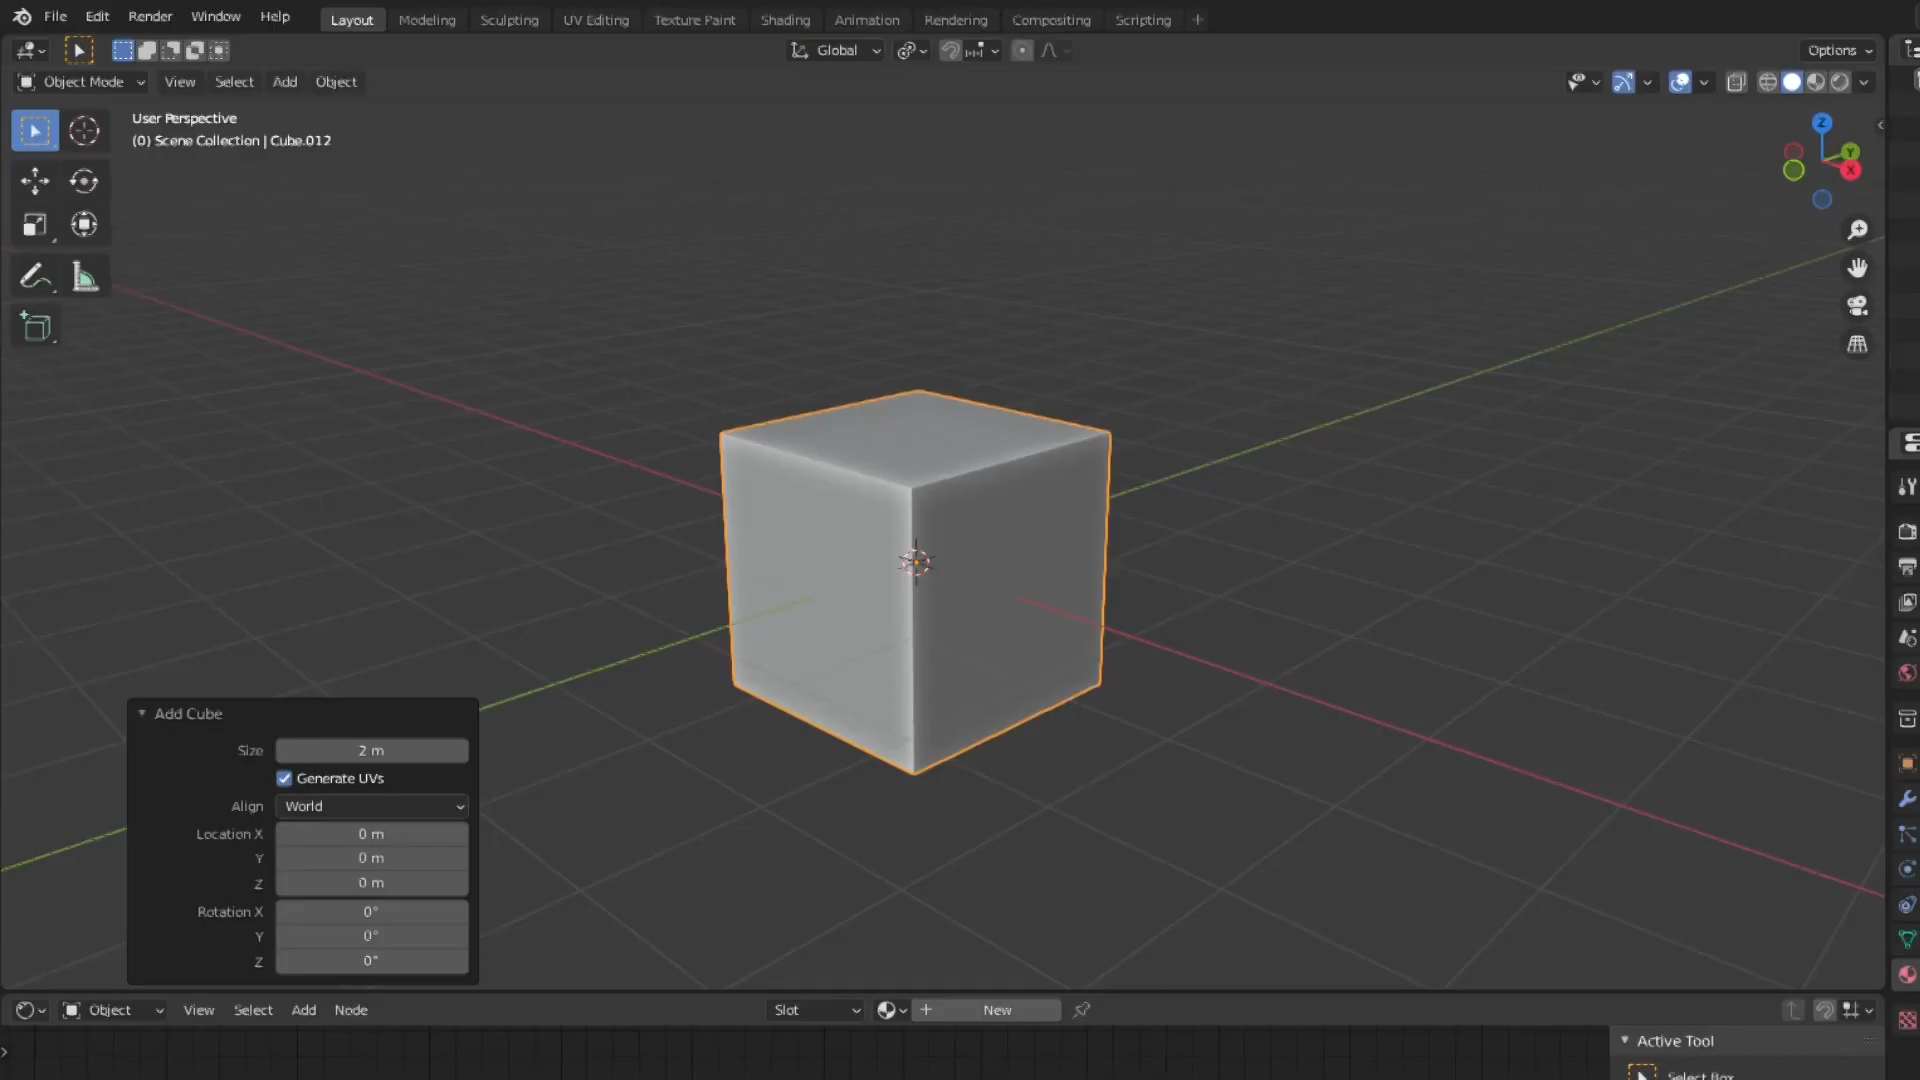 File Edit Render Window Help Layout Modeling Sculpting UV Editing Texture Paint Shading Animation Rendering Compositing Scripting +
Global Options
Object Mode View Select Add Object
User Perspective
(0) Scene Collection | Cube.012
Z
Y
X
Add Cube
Size 2 m
Generate UVs
Align World
Location X 0 m
Y 0 m
Z 0 m
Rotation X 0°
Y 0°
Z 0°
Object View Select Add Node Slot + New
Active Tool
Select Box